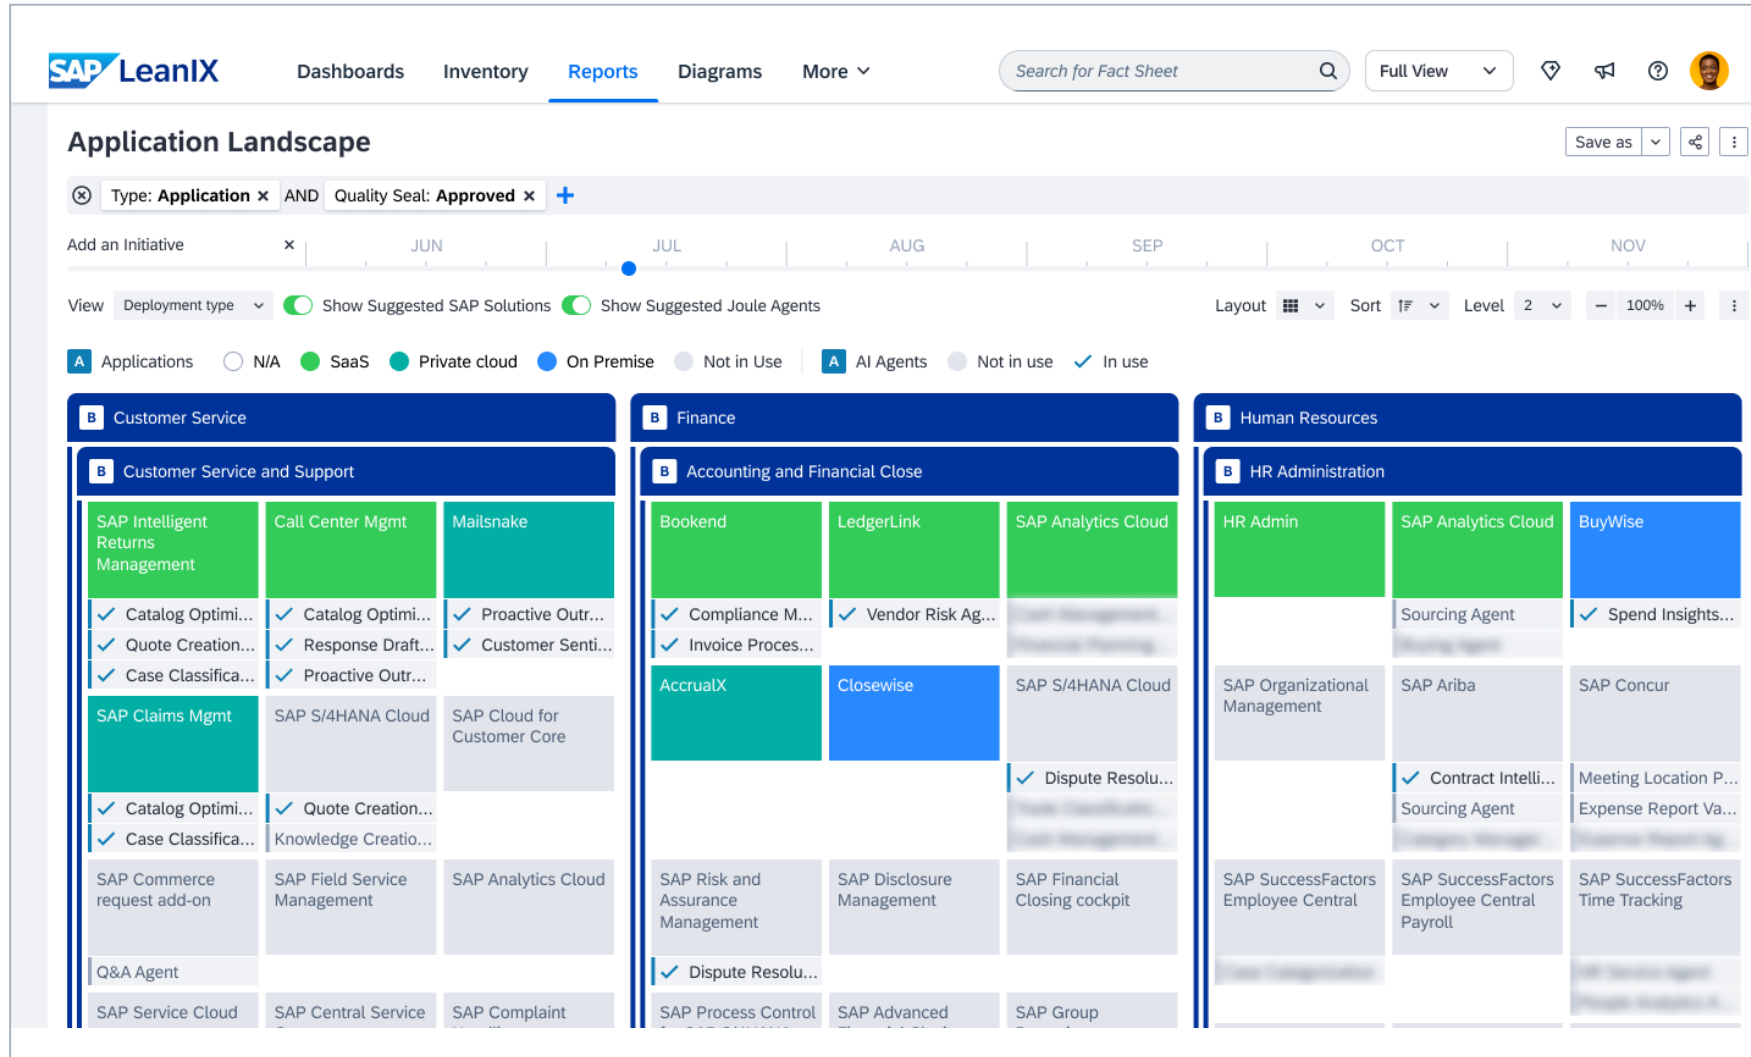 SAP LeanIX Dashboards Inventory Reports Diagrams More Search for Fact Sheet Full View
Application Landscape
Save as
Type: Application × AND Quality Seal: Approved × +
Add an Initiative × JUN JUL AUG SEP OCT NOV
View Deployment type Show Suggested SAP Solutions Show Suggested Joule Agents Layout Sort Level 2 − 100% +
A Applications N/A SaaS Private cloud On Premise Not in Use A AI Agents Not in use In use
B Customer Service
B Customer Service and Support
SAP Intelligent
Returns
Management
Call Center Mgmt
Mailsnake
Catalog Optimi...
Quote Creation...
Case Classifica...
Catalog Optimi...
Response Draft...
Proactive Outr...
Proactive Outr...
Customer Senti...
SAP Claims Mgmt
SAP S/4HANA Cloud
SAP Cloud for
Customer Core
Catalog Optimi...
Case Classifica...
Quote Creation...
Knowledge Creatio...
SAP Commerce
request add-on
SAP Field Service
Management
SAP Analytics Cloud
Q&A Agent
SAP Service Cloud
SAP Central Service
SAP Complaint
B Finance
B Accounting and Financial Close
Bookend
LedgerLink
SAP Analytics Cloud
Compliance M...
Invoice Proces...
Vendor Risk Ag...
AccrualX
Closewise
SAP S/4HANA Cloud
Dispute Resolu...
SAP Risk and
Assurance
Management
SAP Disclosure
Management
SAP Financial
Closing cockpit
Dispute Resolu...
SAP Process Control
SAP Advanced
SAP Group
B Human Resources
B HR Administration
HR Admin
SAP Analytics Cloud
BuyWise
Sourcing Agent
Spend Insights...
SAP Organizational
Management
SAP Ariba
SAP Concur
Contract Intelli...
Sourcing Agent
Meeting Location P...
Expense Report Va...
SAP SuccessFactors
Employee Central
SAP SuccessFactors
Employee Central
Payroll
SAP SuccessFactors
Time Tracking